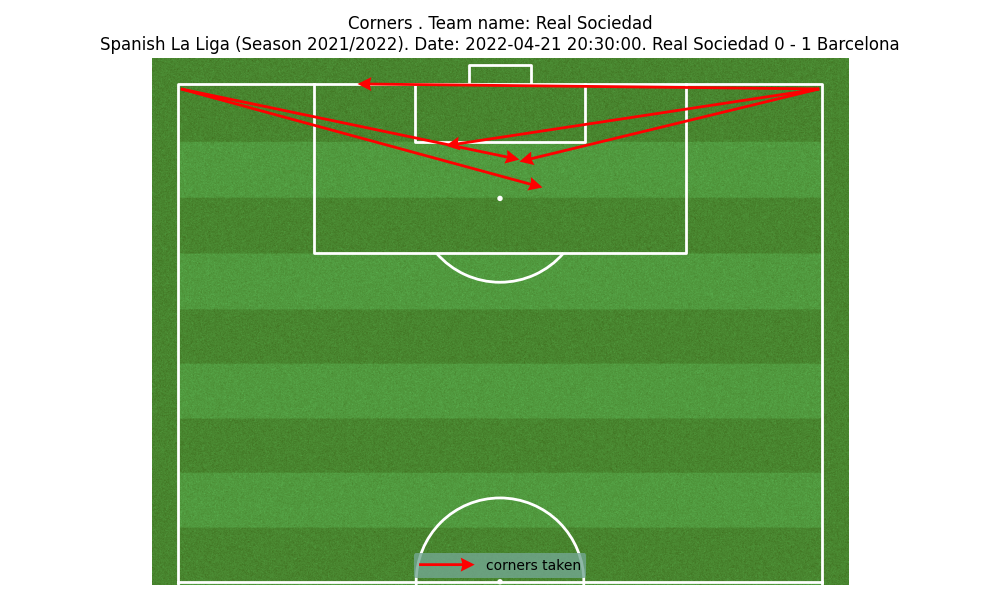 Corners . Team name: Real Sociedad
Spanish La Liga (Season 2021/2022). Date: 2022-04-21 20:30:00. Real Sociedad 0 - 1 Barcelona
corners taken